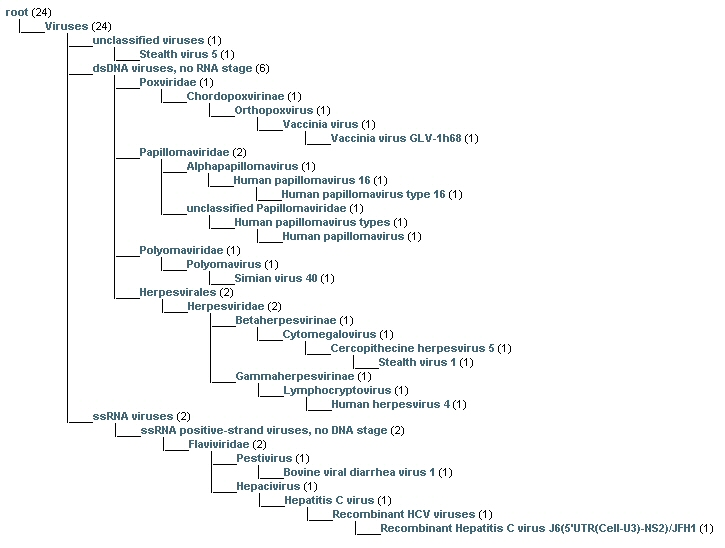 root (24)
Viruses (24)
unclassified viruses (1)
Stealth virus 5 (1)
dsDNA viruses, no RNA stage (6)
Poxviridae (1)
Chordopoxvirinae (1)
Orthopoxvirus (1)
Vaccinia virus (1)
Vaccinia virus GLV-1h68 (1)
Papillomaviridae (2)
Alphapapillomavirus (1)
Human papillomavirus 16 (1)
Human papillomavirus type 16 (1)
unclassified Papillomaviridae (1)
Human papillomavirus types (1)
Human papillomavirus (1)
Polyomaviridae (1)
Polyomavirus (1)
Simian virus 40 (1)
Herpesvirales (2)
Herpesviridae (2)
Betaherpesvirinae (1)
Cytomegalovirus (1)
Cercopithecine herpesvirus 5 (1)
Stealth virus 1 (1)
Gammaherpesvirinae (1)
Lymphocryptovirus (1)
Human herpesvirus 4 (1)
ssRNA viruses (2)
ssRNA positive-strand viruses, no DNA stage (2)
Flaviviridae (2)
Pestivirus (1)
Bovine viral diarrhea virus 1 (1)
Hepacivirus (1)
Hepatitis C virus (1)
Recombinant HCV viruses (1)
Recombinant Hepatitis C virus J6(5'UTR(Cell-U3)-NS2)/JFH1 (1)